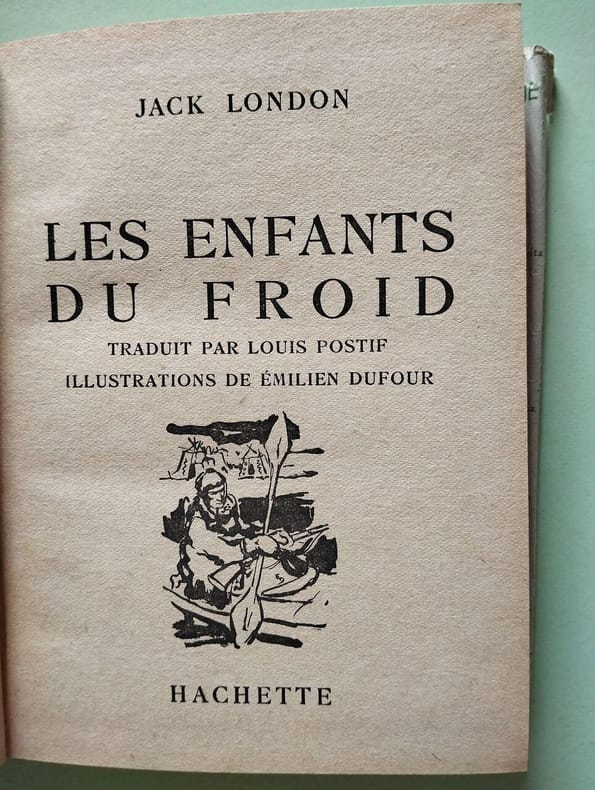 JACK LONDON
LES ENFANTS
DU FROID
TRADUIT PAR LOUIS POSTIF
ILLUSTRATIONS DE ÉMILIEN DUFOUR
HACHETTE